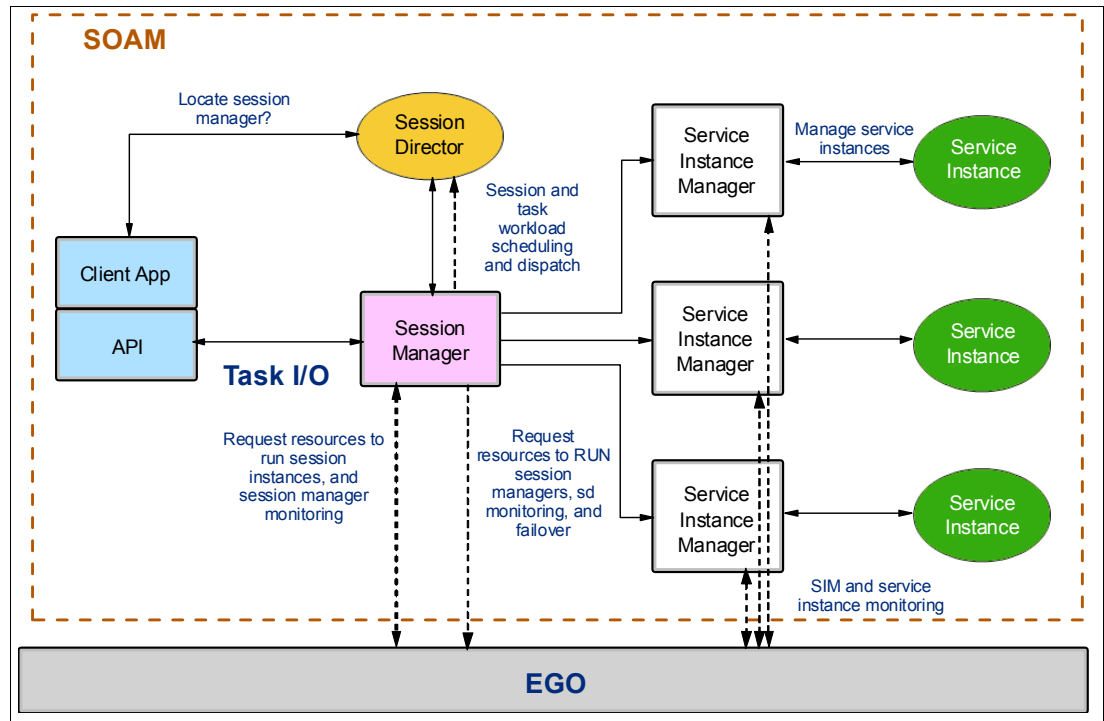 SOAM
Locate session
manager?
Session
Director
Service
Instance
Manager
Manage service
instances
Service
Instance
Session and
task
workload
scheduling
and dispatch
Client App
API
Task I/O
Session
Manager
Service
Instance
Manager
Service
Instance
Request resources to
run session
instances, and
session manager
monitoring
Request
resources to RUN
session
managers, sd
monitoring, and
failover
Service
Instance
Manager
Service
Instance
SIM and service
instance monitoring
EGO